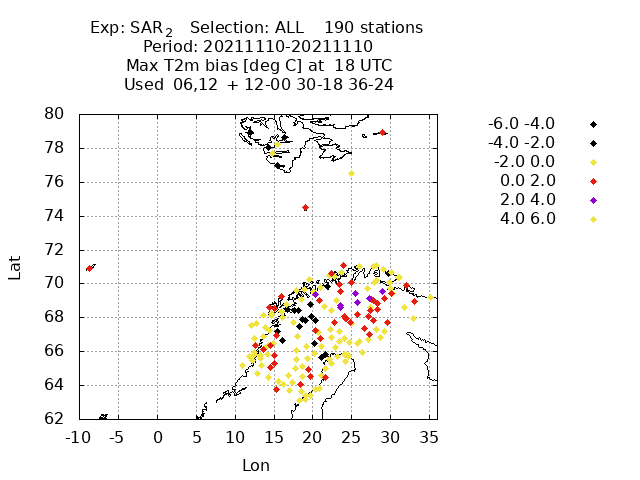 Exp: SAR₂   Selection: ALL    190 stations
Period: 20211110-20211110
Max T2m bias [deg C] at  18 UTC
Used  06,12  + 12-00 30-18 36-24
-6.0 -4.0
-4.0 -2.0
-2.0 0.0
0.0 2.0
2.0 4.0
4.0 6.0
80
78
76
74
72
70
68
66
64
62
Lat
-10 -5 0 5 10 15 20 25 30 35
Lon